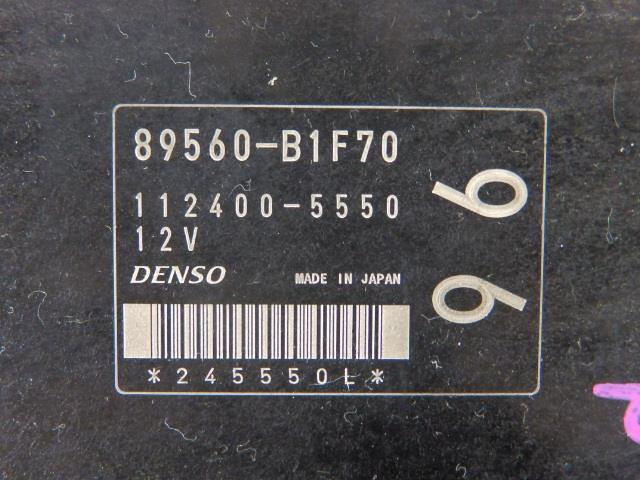 89560-B1F70
112400-5550
12V
DENSO MADE IN JAPAN
*245550L*
96